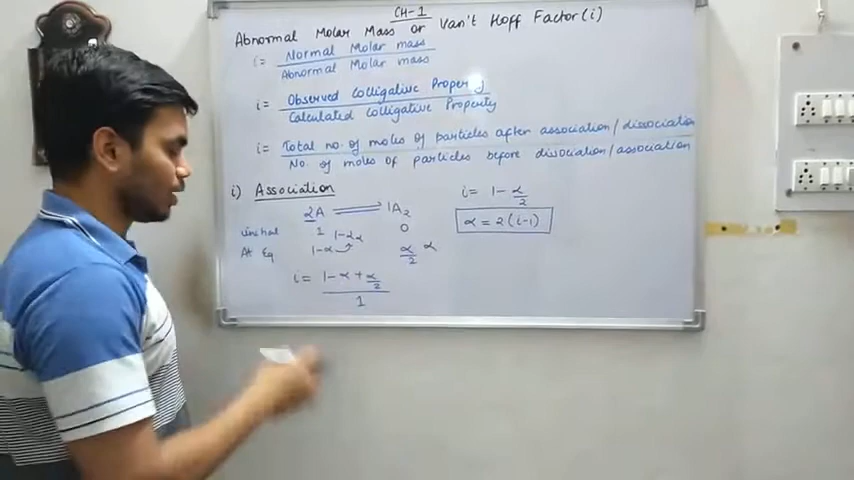 CH-1
Abnormal Molar Mass or Van't Hoff Factor (i)
i = Normal Molar mass / Abnormal Molar mass
i = Observed Colligative Property / Calculated Colligative Property
i = Total no. of moles of particles after association / dissociation / No. of moles of particles before dissociation / association
i) Association
2A ⇌ 1A₂
initial 1 0
At Eq 1-α 1-2α α/2 α
i = 1-α+α/2 / 1
i = 1-α/2
α = 2(i-1)